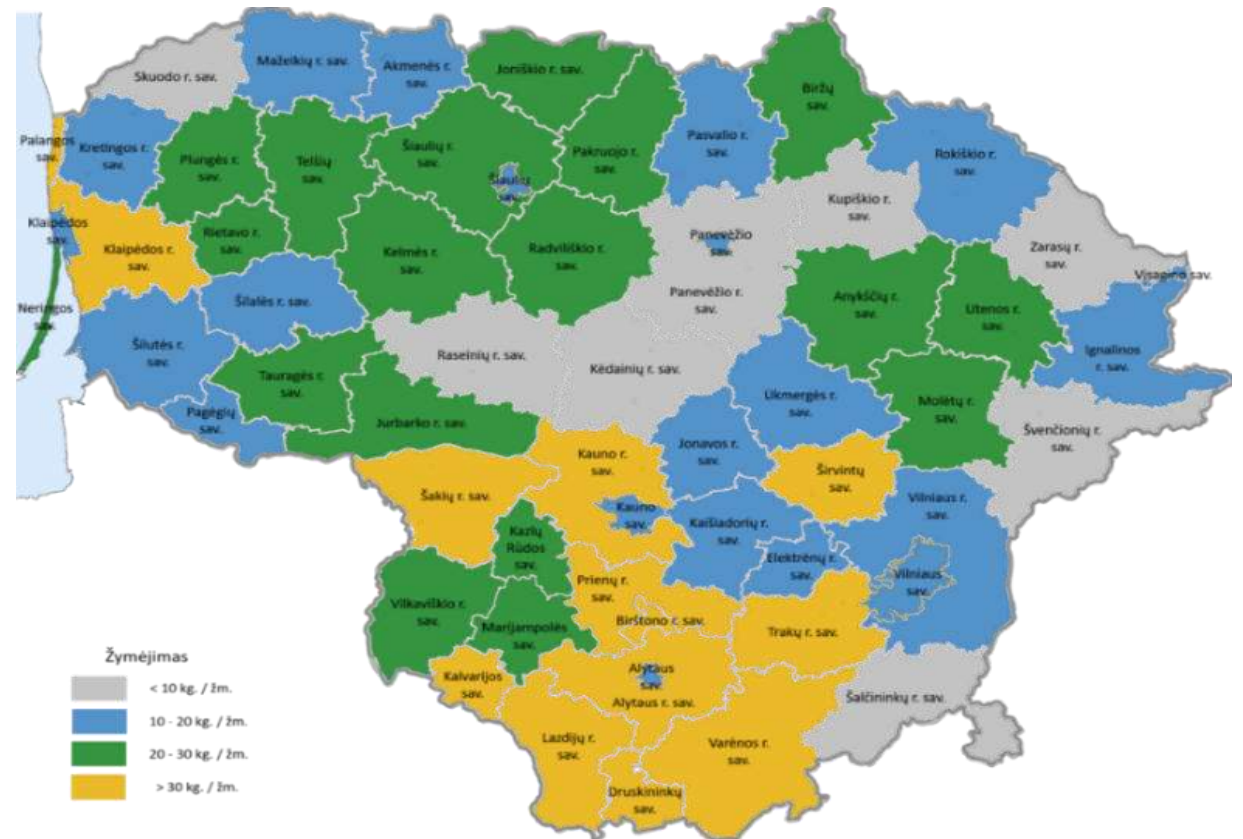 Skuodo r. sav.
Mažeikių r. sav.
Akmenės r.
sav.
Joniškio r. sav.
Biržų
sav.
Palangos
sav.
Kretingos r.
sav.
Plungės r.
sav.
Telšių
sav.
Šiaulių r.
sav.
Šiaulių
sav.
Pakruojo r.
sav.
Pasvalio r.
sav.
Rokiškio r.
sav.
Kupiškio r.
sav.
Klaipėdos
sav.
Klaipėdos r.
sav.
Rietavo r.
sav.
Kelmės r.
sav.
Radviliškio r.
sav.
Panevėžio
sav.
Panevėžio r.
sav.
Zarasų r.
sav.
Visagino sav.
Neringos
sav.
Šilalės r. sav.
Anykščių r.
sav.
Utenos r.
sav.
Ignalinos
r. sav.
Šilutės r.
sav.
Raseinių r. sav.
Kėdainių r. sav.
Tauragės r.
sav.
Pagėgių
sav.
Jurbarko r. sav.
Ukmergės r.
sav.
Molėtų r.
sav.
Švenčionių r.
sav.
Kauno r.
sav.
Jonavos r.
sav.
Širvintų
sav.
Šakių r. sav.
Kauno
sav.
Kaišiadorių r.
sav.
Vilniaus r.
sav.
Kazlų
Rūdos
sav.
Elektrėnų r.
sav.
Vilniaus
sav.
Prienų r.
sav.
Vilkaviškio r.
sav.
Marijampolės
sav.
Birštono r. sav.
Trakų r. sav.
Kalvarijos
sav.
Alytaus
sav.
Alytaus r. sav.
Šalčininkų r. sav.
Lazdijų r.
sav.
Varėnos r.
sav.
Druskininkų
sav.
Žymėjimas
< 10 kg. / žm.
10 - 20 kg. / žm.
20 - 30 kg. / žm.
> 30 kg. / žm.